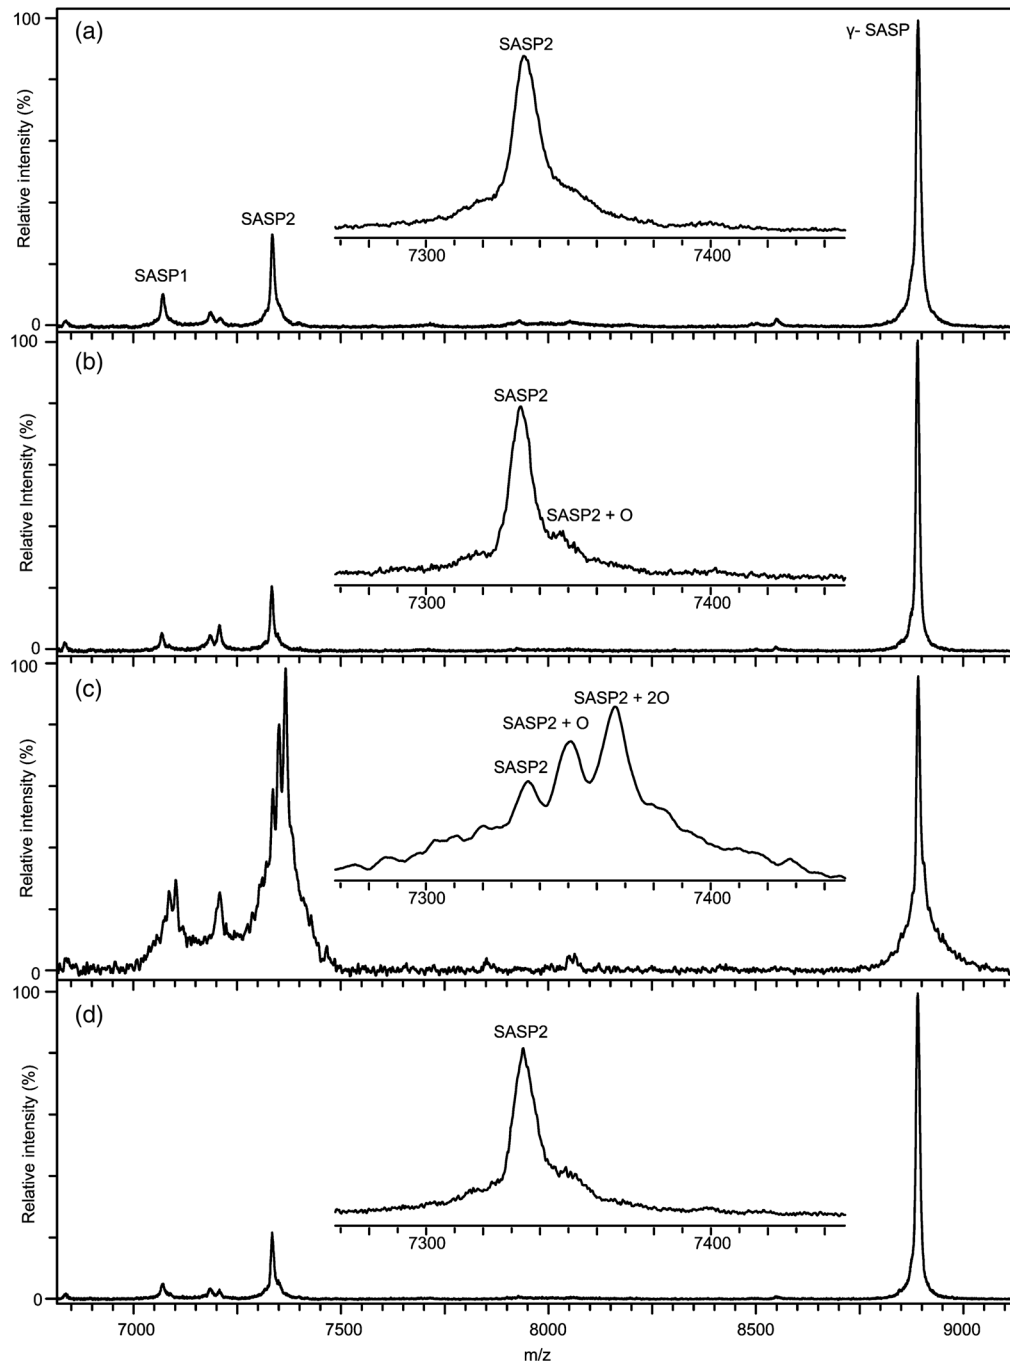 100
(a)
SASP2
γ- SASP
Relative intensity (%)
SASP2
SASP1
7300
7400
0
100
(b)
SASP2
Relative Intensity (%)
SASP2 + O
7300
7400
0
100
(c)
SASP2 + 2O
SASP2 + O
SASP2
Relative intensity (%)
7300
7400
0
100
(d)
SASP2
Relative intensity (%)
7300
7400
0
7000
7500
8000
8500
9000
m/z